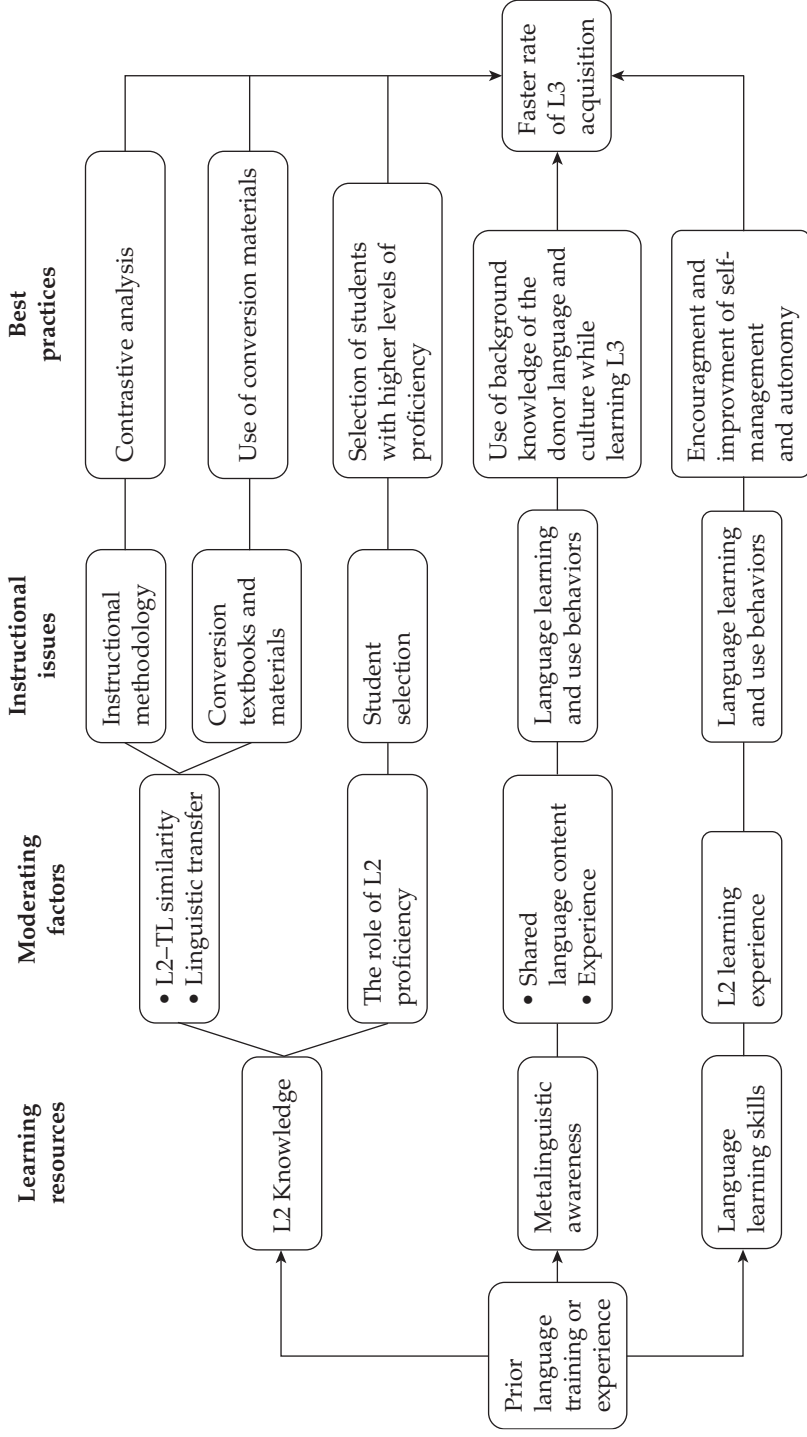 Learning
resources
Moderating
factors
Instructional
issues
Best
practices
Prior
language
training or
experience
L2 Knowledge
Metalinguistic
awareness
Language
learning skills
• L2–TL similarity
• Linguistic transfer
The role of L2
proficiency
• Shared
language content
• Experience
L2 learning
experience
Instructional
methodology
Conversion
textbooks and
materials
Student
selection
Language learning
and use behaviors
Language learning
and use behaviors
Contrastive analysis
Use of conversion materials
Selection of students
with higher levels of
proficiency
Use of background
knowledge of the
donor language and
culture while
learning L3
Encouragment and
improvment of self-
management
and autonomy
Faster rate
of L3
acquisition